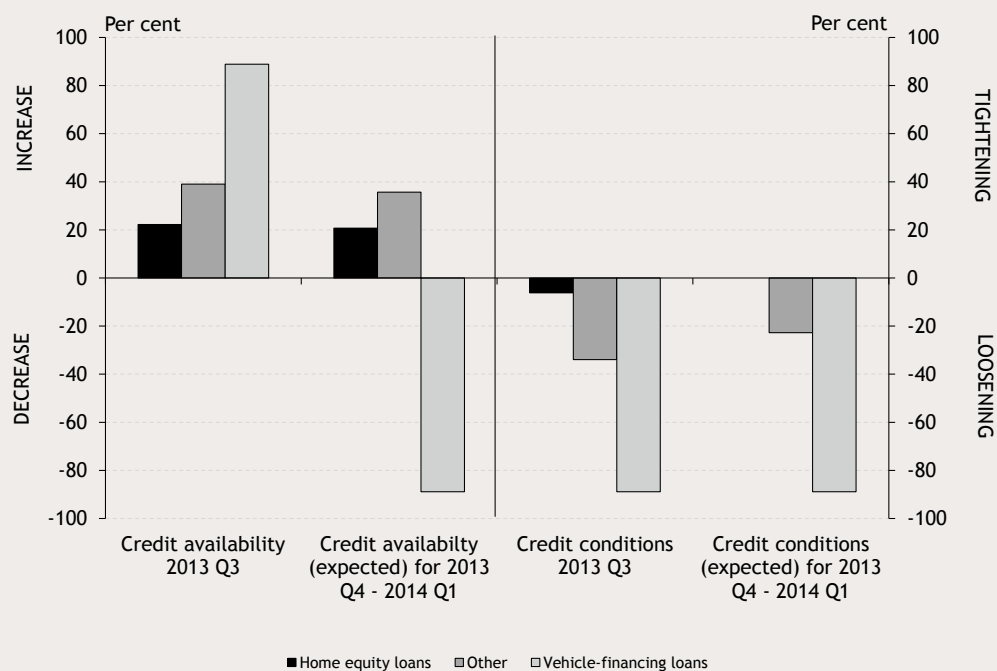 Per cent
Per cent
100
80
60
40
20
0
-20
-40
-60
-80
-100
INCREASE
DECREASE
100
80
60
40
20
0
-20
-40
-60
-80
-100
TIGHTENING
LOOSENING
Credit availability
2013 Q3
Credit availabilty
(expected) for 2013
Q4 - 2014 Q1
Credit conditions
2013 Q3
Credit conditions
(expected) for 2013
Q4 - 2014 Q1
Home equity loans
Other
Vehicle-financing loans